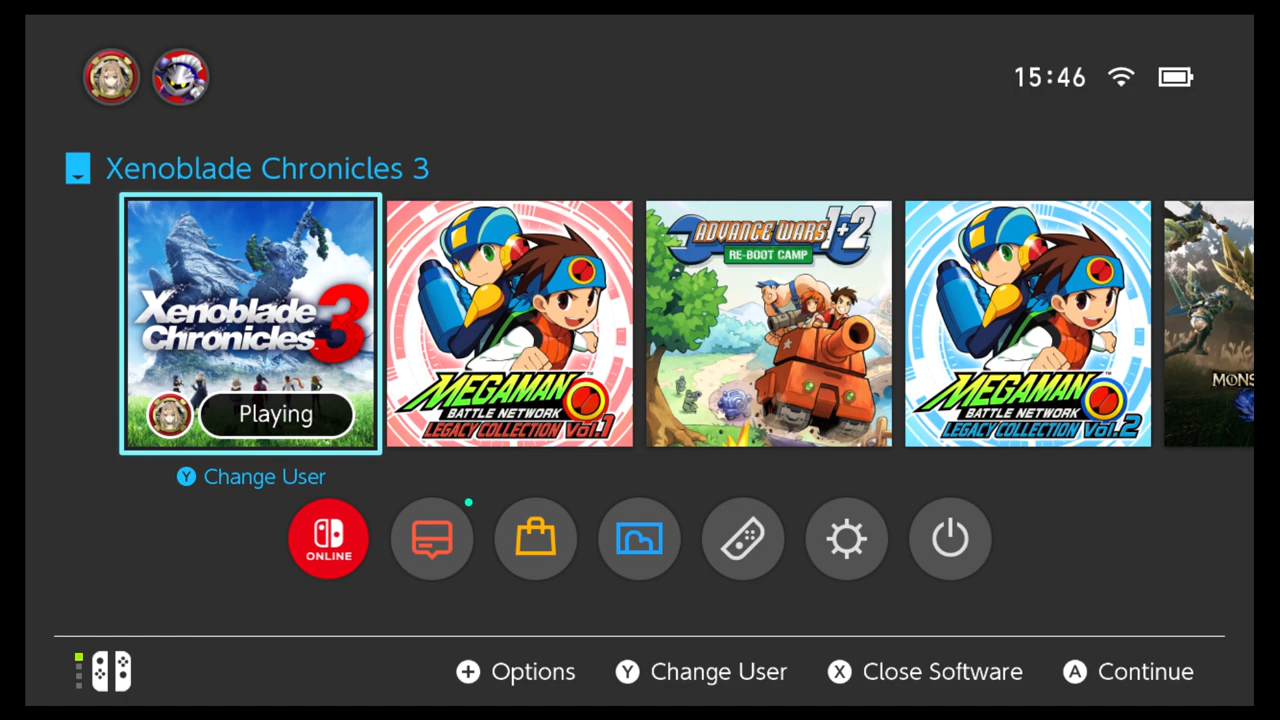 15:46
Xenoblade Chronicles 3
Xenoblade
Chronicles 3
Playing
MEGAMAN
BATTLE NETWORK
LEGACY COLLECTION Vol.1
ADVANCE WARS 1+2
RE-BOOT CAMP
MEGAMAN
BATTLE NETWORK
LEGACY COLLECTION Vol.2
MONS
Y Change User
ONLINE
+ Options
Y Change User
X Close Software
A Continue